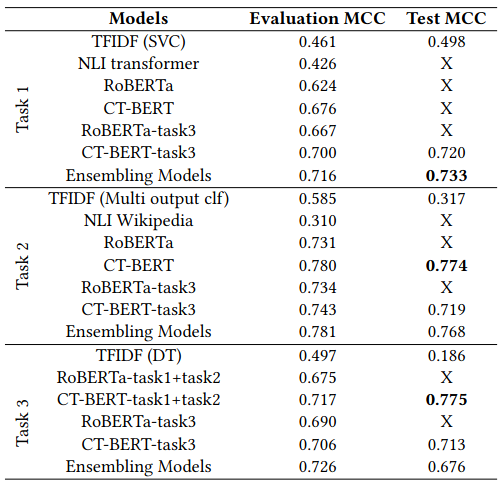 Models Evaluation MCC Test MCC
Task 1
TFIDF (SVC) 0.461 0.498
NLI transformer 0.426 X
RoBERTa 0.624 X
CT-BERT 0.676 X
RoBERTa-task3 0.667 X
CT-BERT-task3 0.700 0.720
Ensembling Models 0.716 0.733
Task 2
TFIDF (Multi output clf) 0.585 0.317
NLI Wikipedia 0.310 X
RoBERTa 0.731 X
CT-BERT 0.780 0.774
RoBERTa-task3 0.734 X
CT-BERT-task3 0.743 0.719
Ensembling Models 0.781 0.768
Task 3
TFIDF (DT) 0.497 0.186
RoBERTa-task1+task2 0.675 X
CT-BERT-task1+task2 0.717 0.775
RoBERTa-task3 0.690 X
CT-BERT-task3 0.706 0.713
Ensembling Models 0.726 0.676